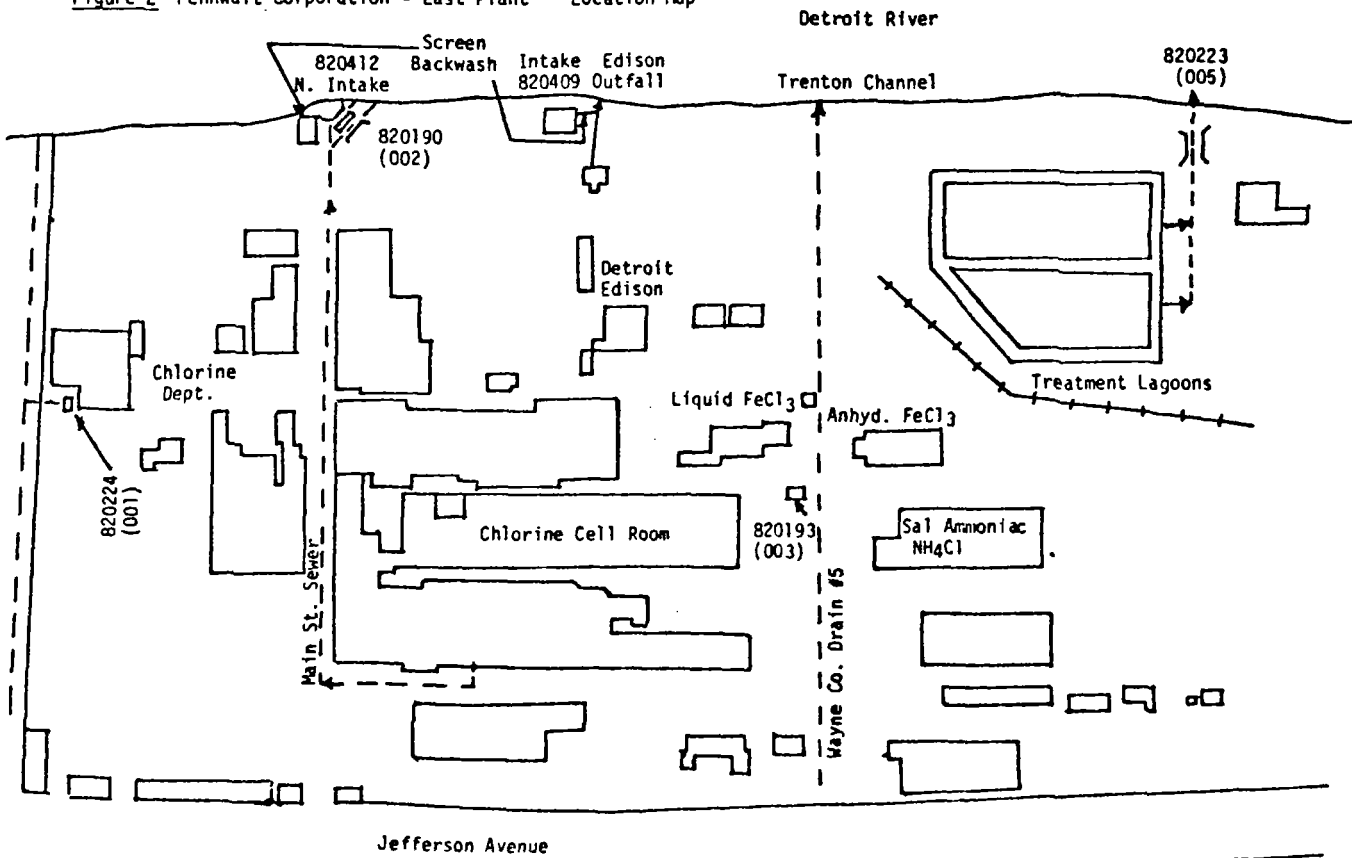 Figure 2 Pennwalt Corporation - East Plant - Location Map
Detroit River
Screen
Backwash
820412
N. Intake
Intake
820409
Edison
Outfall
Trenton Channel
820223
(005)
820190
(002)
Detroit
Edison
Chlorine
Dept.
Treatment Lagoons
Liquid FeCl3
Anhyd. FeCl3
820224
(001)
Chlorine Cell Room
820193
(003)
Sal Ammoniac
NH4Cl
Main St. Sewer
Wayne Co. Drain #5
Jefferson Avenue